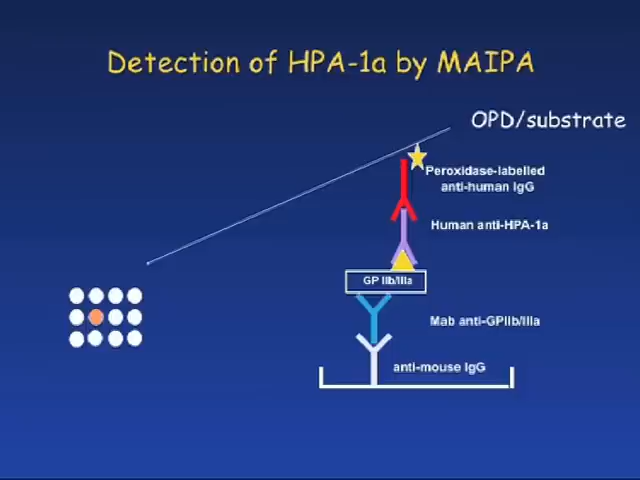 Detection of HPA-1a by MAIPA
OPD/substrate
Peroxidase-labelled
anti-human IgG
Human anti-HPA-1a
GP IIb/IIIa
Mab anti-GPIIb/IIIa
anti-mouse IgG